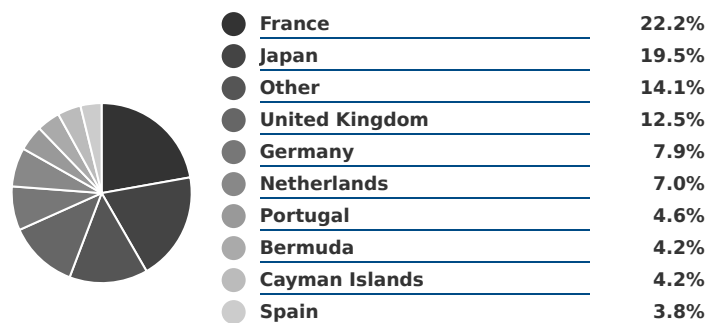 France 22.2%
Japan 19.5%
Other 14.1%
United Kingdom 12.5%
Germany 7.9%
Netherlands 7.0%
Portugal 4.6%
Bermuda 4.2%
Cayman Islands 4.2%
Spain 3.8%